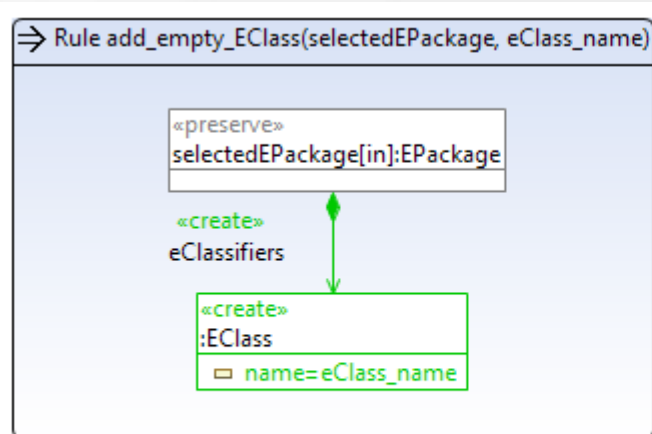 Rule add_empty_EClass(selectedEPackage, eClass_name)
«preserve»
selectedEPackage[in]:EPackage
«create»
eClassifiers
«create»
:EClass
name=eClass_name